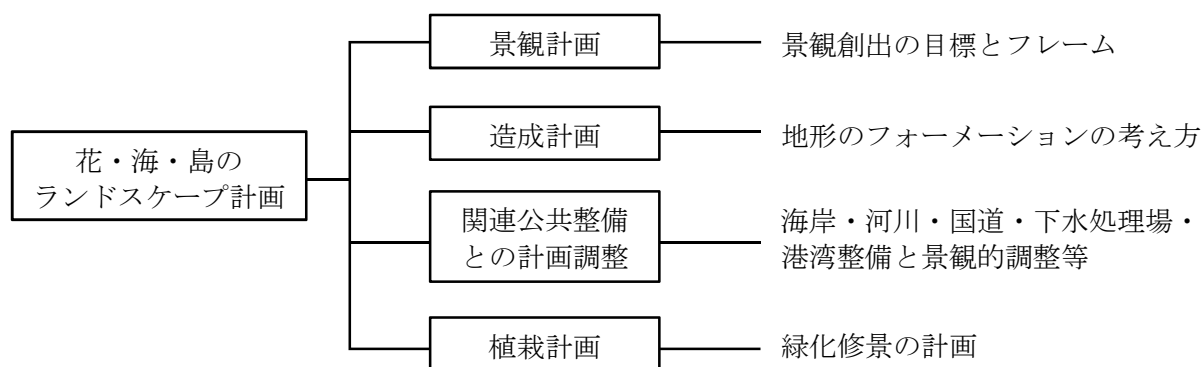 景観計画
景観創出の目標とフレーム
造成計画
地形のフォーメーションの考え方
花・海・島の
ランドスケープ計画
関連公共整備
との計画調整
海岸・河川・国道・下水処理場・
港湾整備と景観的調整等
植栽計画
緑化修景の計画